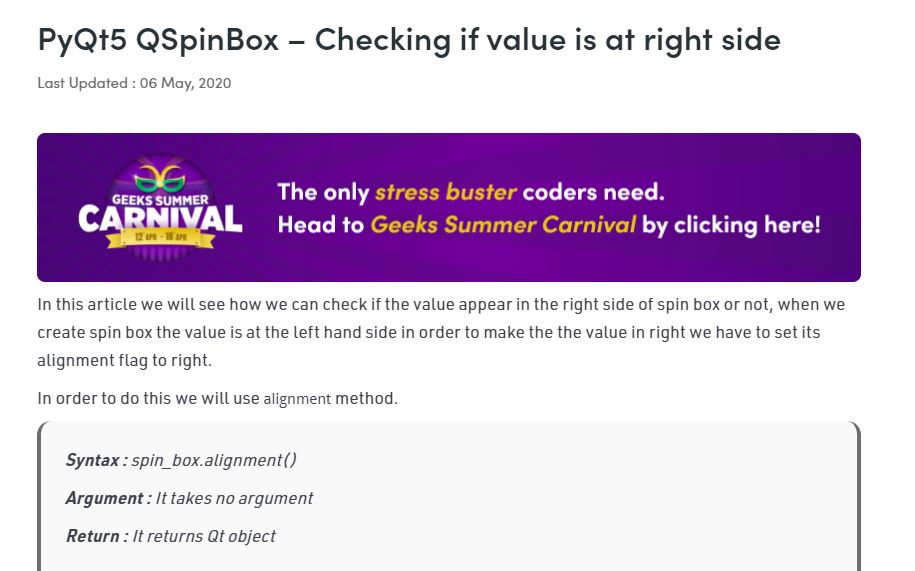 PyQt5 QSpinBox – Checking if value is at right side
Last Updated : 06 May, 2020
GEEKS SUMMER
CARNIVAL
12 APR - 18 APR
The only stress buster coders need.
Head to Geeks Summer Carnival by clicking here!
In this article we will see how we can check if the value appear in the right side of spin box or not, when we
create spin box the value is at the left hand side in order to make the the value in right we have to set its
alignment flag to right.
In order to do this we will use alignment method.
Syntax : spin_box.alignment()
Argument : It takes no argument
Return : It returns Qt object